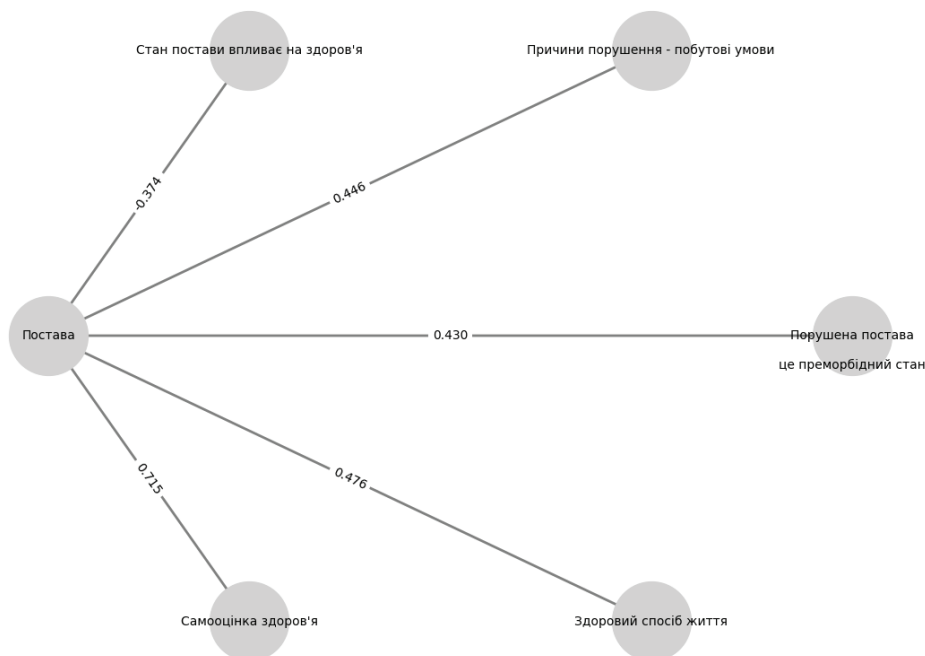 Стан постави впливає на здоров'я
Причини порушення - побутові умови
-0.374
0.446
Постава
0.430
Порушена постава
це преморбідний стан
0.715
0.476
Самооцінка здоров'я
Здоровий спосіб життя